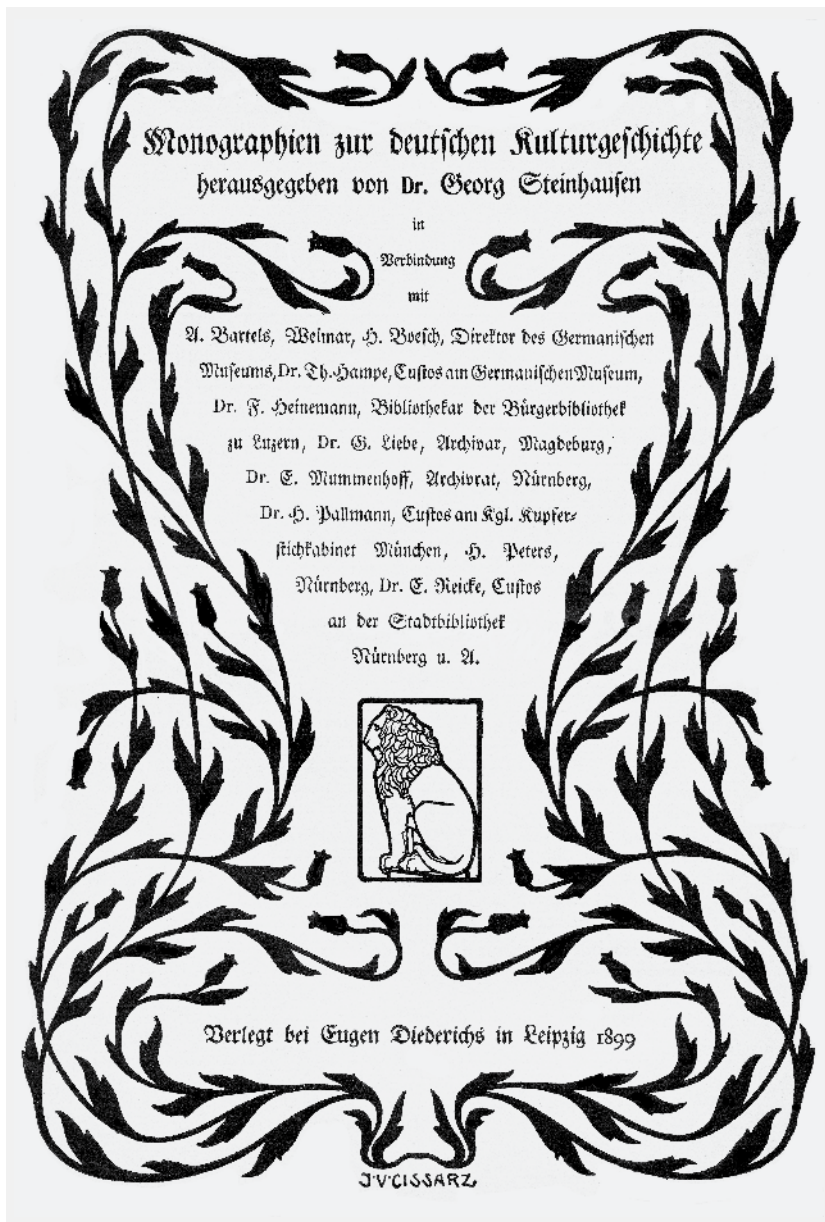 Monographien zur deutschen Kulturgeschichte
herausgegeben von Dr. Georg Steinhausen
in
Verbindung
mit
A. Bartels, Weimar, H. Boesch, Direktor des Germanischen
Museums, Dr. Th. Hampe, Custos am Germanischen Museum,
Dr. F. Heinemann, Bibliothekar der Bürgerbibliothek
zu Luzern, Dr. G. Liebe, Archivar, Magdeburg,
Dr. E. Mummenhoff, Archivrat, Nürnberg,
Dr. H. Pallmann, Custos am Kgl. Kupfer-
stichkabinet München, H. Peters,
Nürnberg, Dr. E. Reicke, Custos
an der Stadtbibliothek
Nürnberg u. A.
Verlegt bei Eugen Diederichs in Leipzig 1899
J·V·CISSARZ